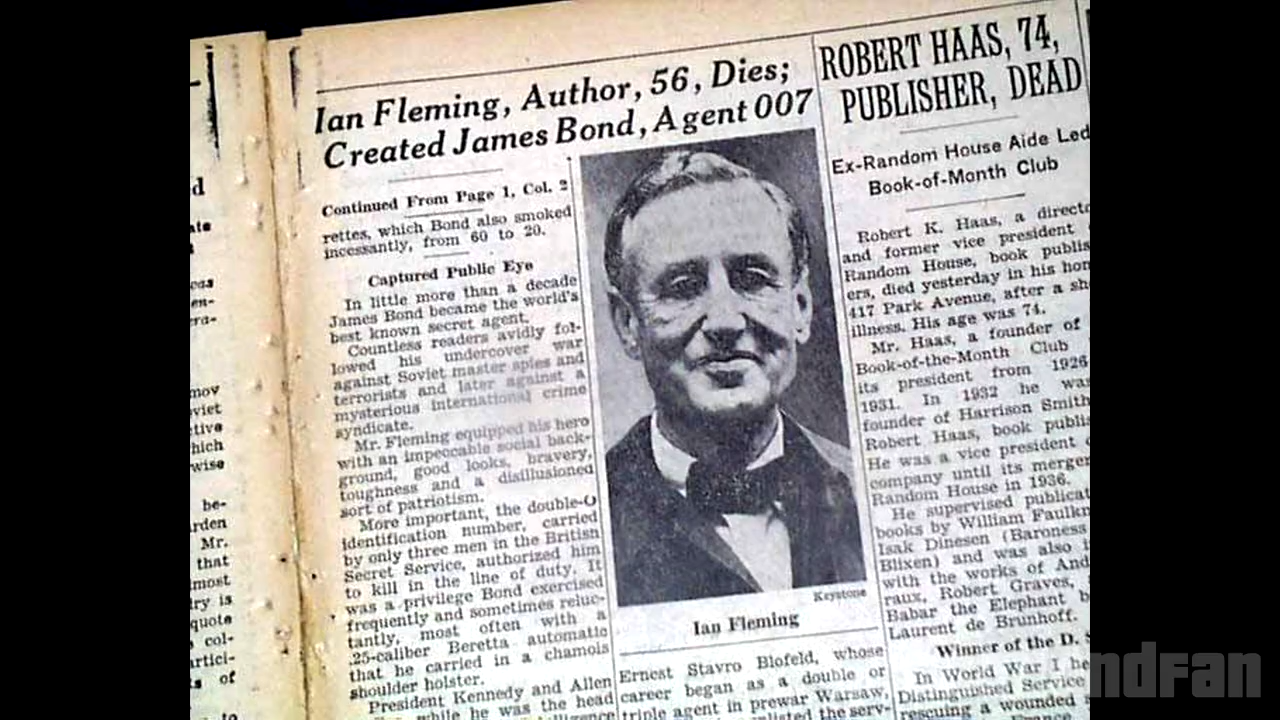 Ian Fleming, Author, 56, Dies;
Created James Bond, Agent 007
Continued From Page 1, Col. 2
rettes, which Bond also smoked
incessantly, from 60 to 20.
Captured Public Eye
In little more than a decade
James Bond became the world's
best known secret agent.
Countless readers avidly fol-
lowed his undercover war
against Soviet master spies and
terrorists and later against a
mysterious international crime
syndicate.
Mr. Fleming equipped his hero
with an impeccable social back-
ground, good looks, bravery,
toughness and a disillusioned
sort of patriotism.
More important, the double-O
identification number, carried
by only three men in the British
Secret Service, authorized him
to kill in the line of duty. It
was a privilege Bond exercised
frequently and sometimes reluc-
tantly, most often with a
.25-caliber Beretta automatic
that he carried in a chamois
shoulder holster.
President Kennedy and Allen
while he was the head
Keystone
Ian Fleming
Ernest Stavro Blofeld, whose
career began as a double or
triple agent in prewar Warsaw,
the serv-
ROBERT HAAS, 74,
PUBLISHER, DEAD
Ex-Random House Aide Led
Book-of-Month Club
Robert K. Haas, a directo
and former vice president
Random House, book publis
ers, died yesterday in his hom
417 Park Avenue, after a sh
illness. His age was 74.
Mr. Haas, a founder of
Book-of-the-Month Club
its president from 1926
1931. In 1932 he was
founder of Harrison Smith
Robert Haas, book publis
He was a vice president
company until its merger
Random House in 1936.
He supervised publicat
books by William Faulkn
Isak Dinesen (Baroness
Blixen) and was also i
with the works of And
raux, Robert Graves,
Babar the Elephant b
Laurent de Brunhoff.
Winner of the D. S
In World War I he
Distinguished Service
rescuing a wounded
ndFan